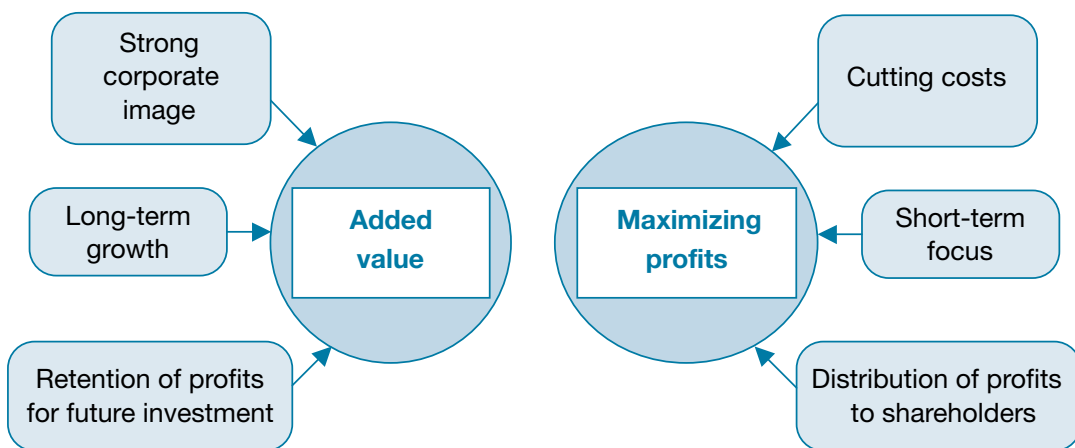 Strong
corporate
image
Long-term
growth
Retention of profits
for future investment
Added
value
Maximizing
profits
Cutting costs
Short-term
focus
Distribution of profits
to shareholders